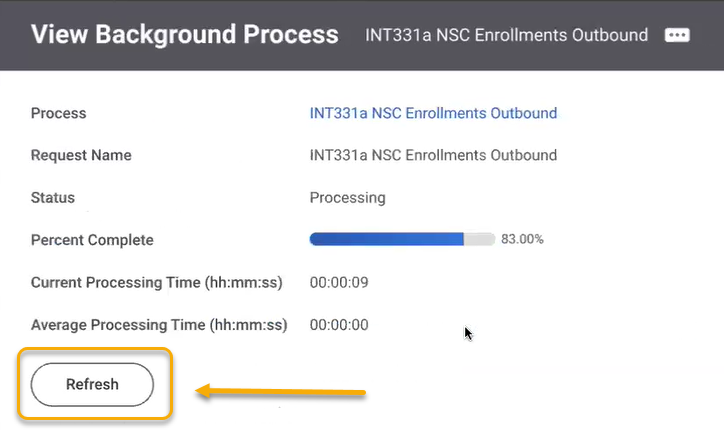 View Background Process INT331a NSC Enrollments Outbound
Process INT331a NSC Enrollments Outbound
Request Name INT331a NSC Enrollments Outbound
Status Processing
Percent Complete 83.00%
Current Processing Time (hh:mm:ss) 00:00:09
Average Processing Time (hh:mm:ss) 00:00:00
Refresh